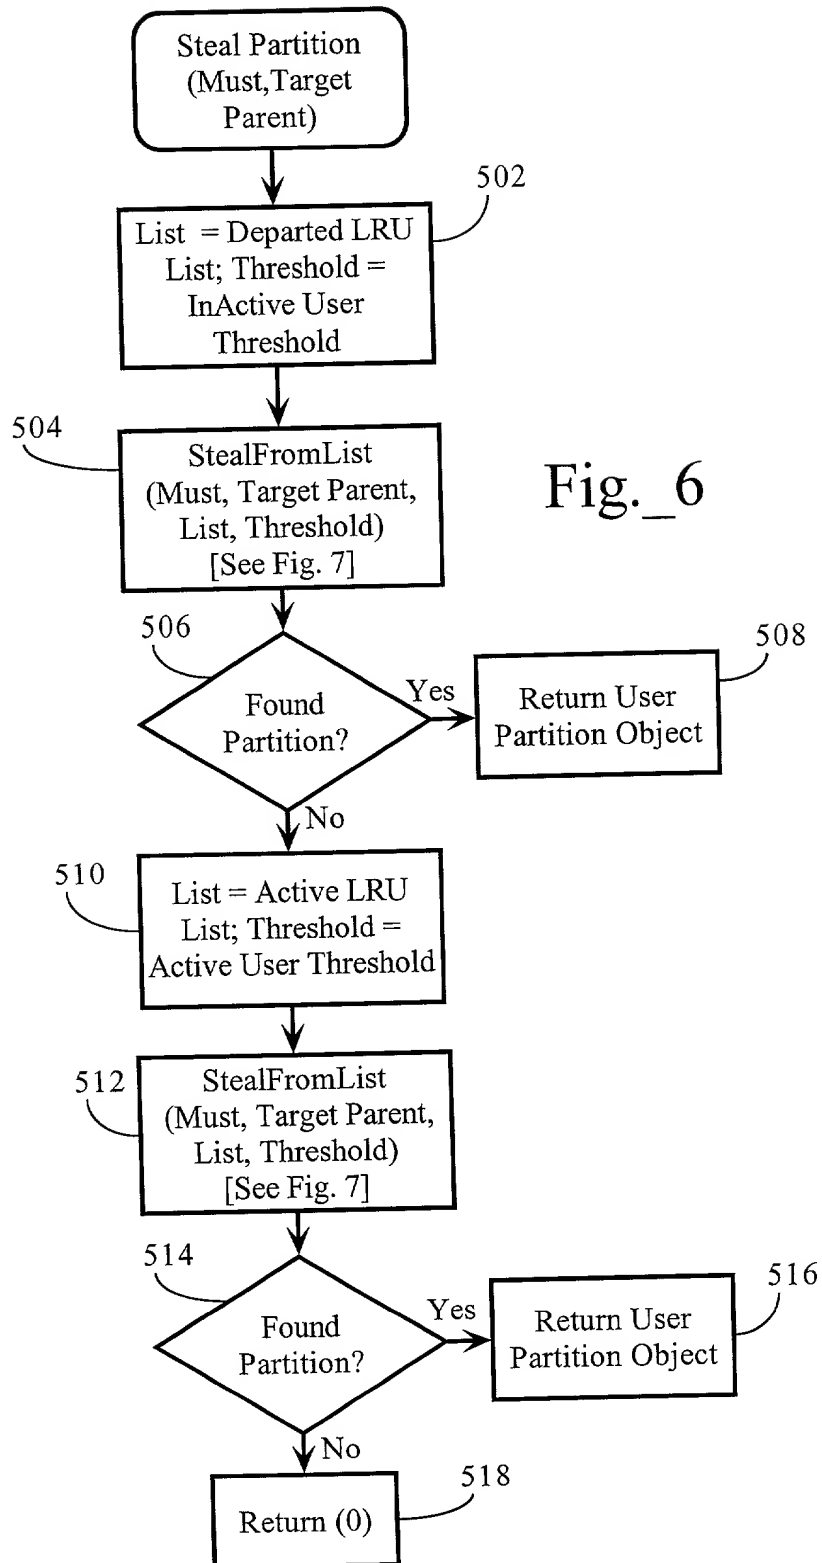 Steal Partition
(Must,Target
Parent)
502
List = Departed LRU
List; Threshold =
InActive User
Threshold
504
StealFromList
(Must, Target Parent,
List, Threshold)
[See Fig. 7]
Fig._6
506
Found
Partition?
Yes
508
Return User
Partition Object
No
510
List = Active LRU
List; Threshold =
Active User Threshold
512
StealFromList
(Must, Target Parent,
List, Threshold)
[See Fig. 7]
514
Found
Partition?
Yes
516
Return User
Partition Object
No
518
Return (0)